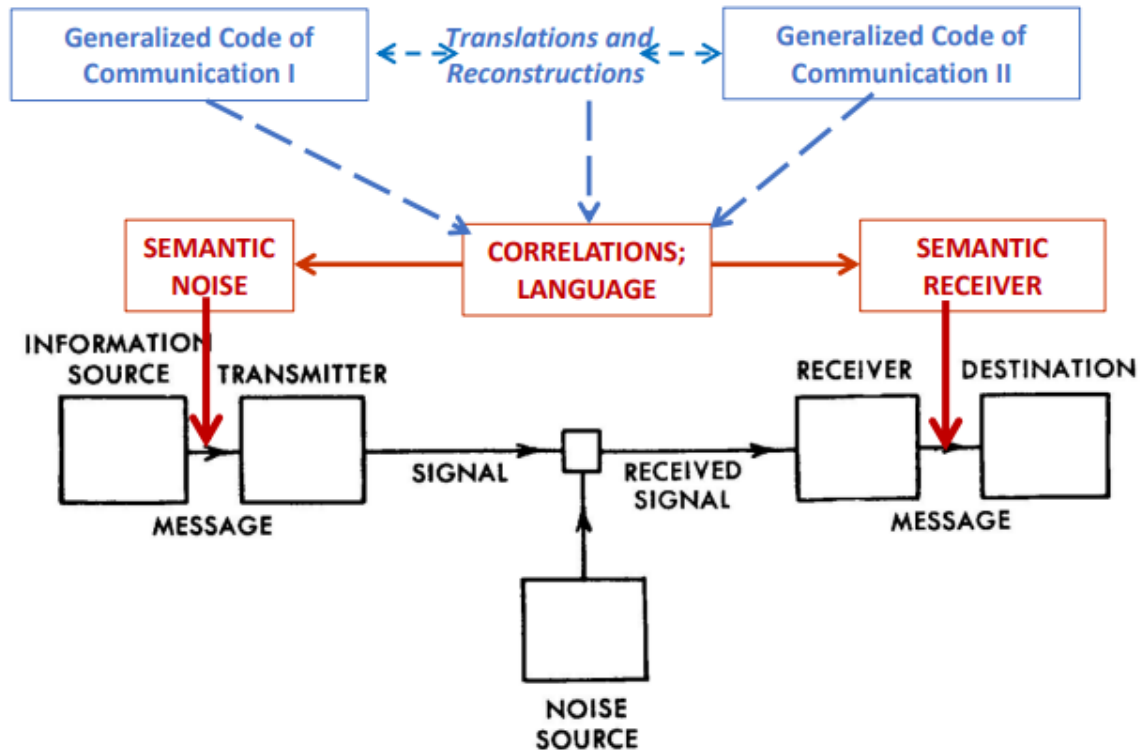 Generalized Code of
Communication I
Translations and
Reconstructions
Generalized Code of
Communication II
SEMANTIC
NOISE
CORRELATIONS;
LANGUAGE
SEMANTIC
RECEIVER
INFORMATION
SOURCE
TRANSMITTER
RECEIVER
DESTINATION
SIGNAL
RECEIVED
SIGNAL
MESSAGE
MESSAGE
NOISE
SOURCE